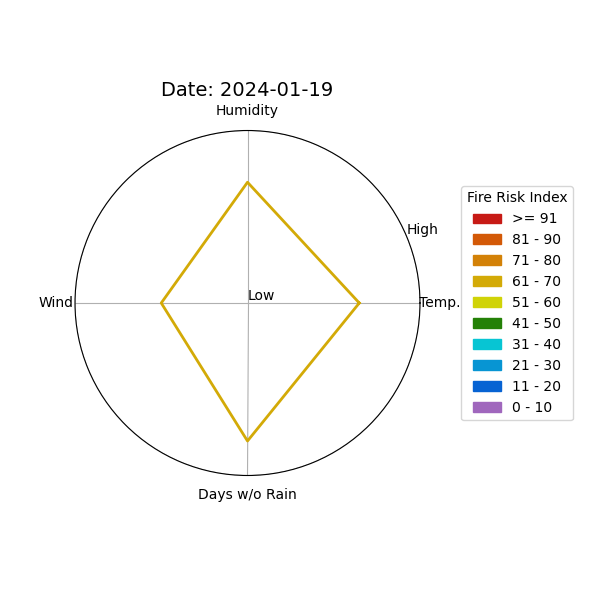 Date: 2024-01-19
Humidity
High
Low
Wind
Temp.
Days w/o Rain
Fire Risk Index
>= 91
81 - 90
71 - 80
61 - 70
51 - 60
41 - 50
31 - 40
21 - 30
11 - 20
0 - 10